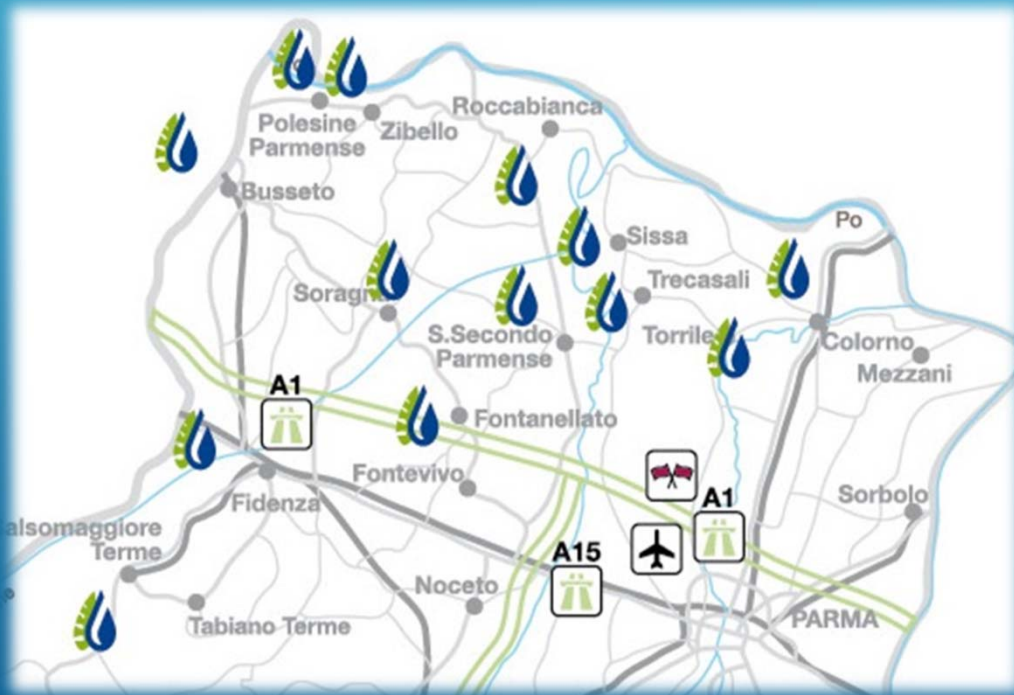 Roccabianca
Polesine
Parmense
Zibello
Busseto
Po
Sissa
Trecasali
S.Secondo
Parmense
Torrile
Colorno
Mezzani
A1
Fontanellato
Fontevivo
Fidenza
A1
Sorbolo
alsomaggiore
Terme
A15
Noceto
Tabiano Terme
PARMA